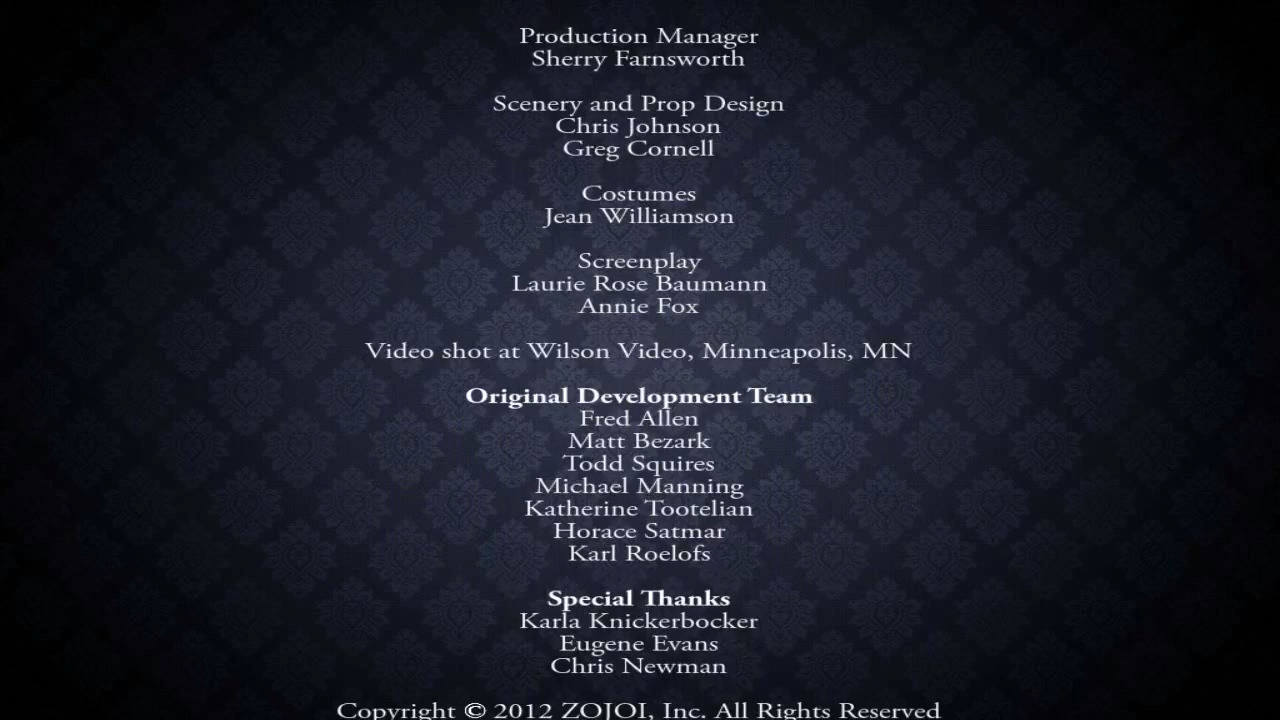 Production Manager
Sherry Farnsworth
Scenery and Prop Design
Chris Johnson
Greg Cornell
Costumes
Jean Williamson
Screenplay
Laurie Rose Baumann
Annie Fox
Video shot at Wilson Video, Minneapolis, MN
Original Development Team
Fred Allen
Matt Bezark
Todd Squires
Michael Manning
Katherine Tootelian
Horace Satmar
Karl Roelofs
Special Thanks
Karla Knickerbocker
Eugene Evans
Chris Newman
Copyright © 2012 ZOJOI, Inc. All Rights Reserved